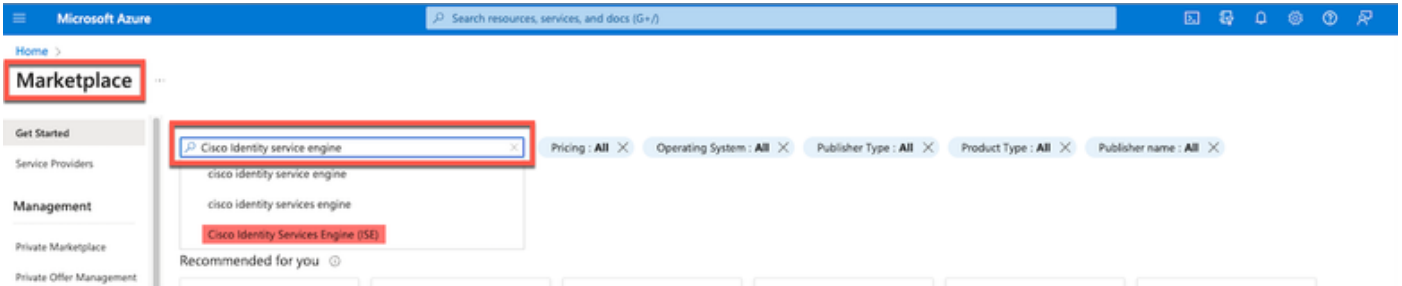 Microsoft Azure
Search resources, services, and docs (G+/)
Home >
Marketplace
...
Get Started
Service Providers
Management
Private Marketplace
Private Offer Management
Cisco Identity service engine
Pricing : All
Operating System : All
Publisher Type : All
Product Type : All
Publisher name : All
cisco identity service engine
cisco identity services engine
Cisco Identity Services Engine (ISE)
Recommended for you